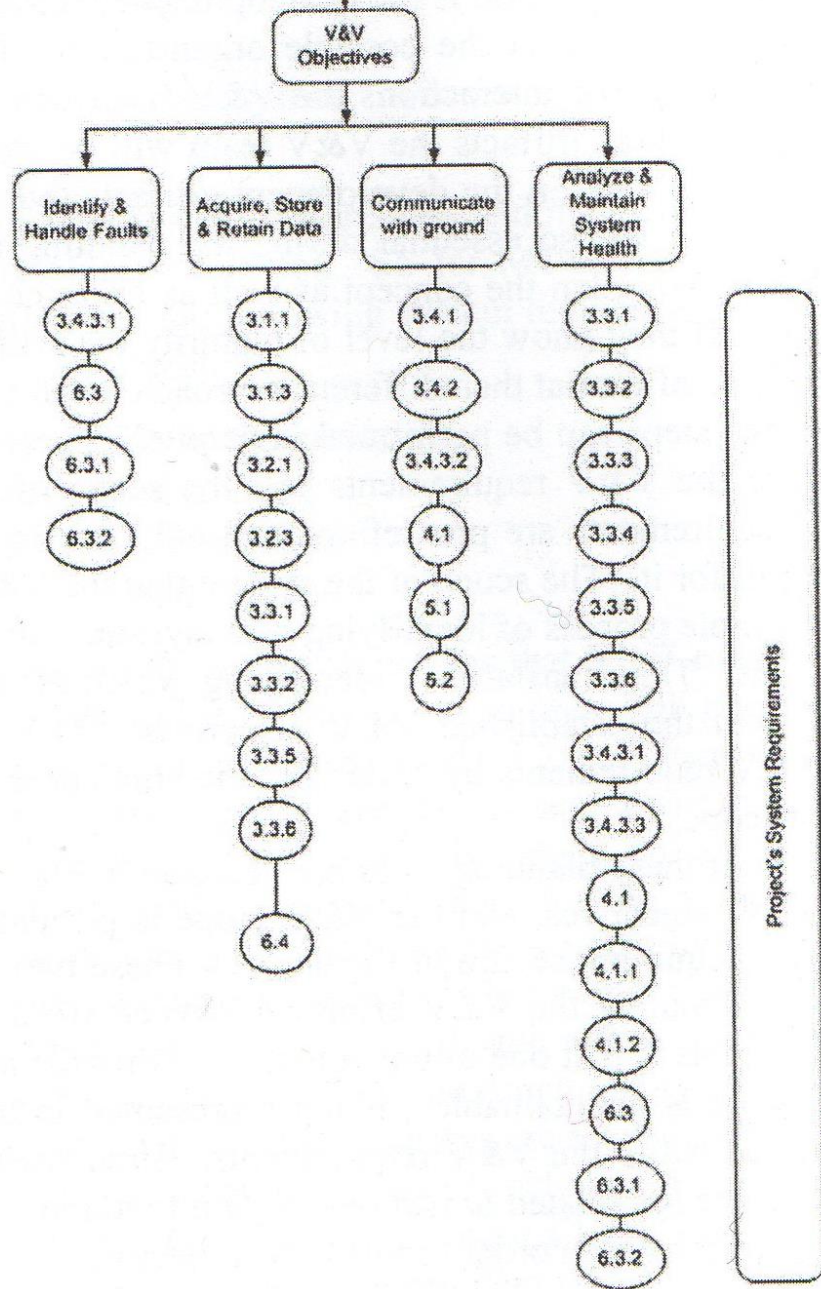 V&V
Objectives
Identify &
Handle Faults
Acquire, Store
& Retain Data
Communicate
with ground
Analyze &
Maintain
System
Health
3.4.3.1
6.3
6.3.1
6.3.2
3.1.1
3.1.3
3.2.1
3.2.3
3.3.1
3.3.2
3.3.5
3.3.6
6.4
3.4.1
3.4.2
3.4.3.2
4.1
5.1
5.2
3.3.1
3.3.2
3.3.3
3.3.4
3.3.5
3.3.6
3.4.3.1
3.4.3.3
4.1
4.1.1
4.1.2
6.3
6.3.1
6.3.2
Project's System Requirements